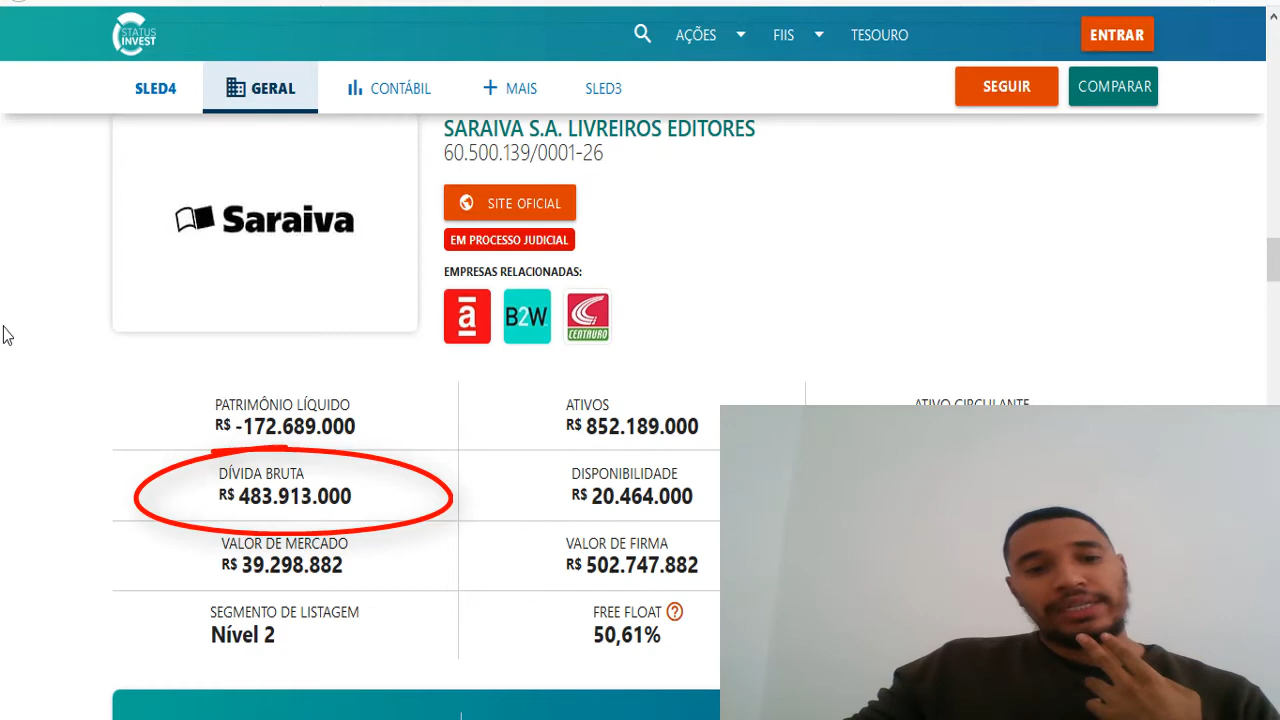 STATUS
INVEST
AÇÕES
FIIS
TESOURO
ENTRAR
SLED4
GERAL
CONTÁBIL
MAIS
SLED3
SEGUIR
COMPARAR
SARAIVA S.A. LIVREIROS EDITORES
60.500.139/0001-26
Saraiva
SITE OFICIAL
EM PROCESSO JUDICIAL
EMPRESAS RELACIONADAS:
a
B2W
CENTAURO
PATRIMÔNIO LÍQUIDO
R$ -172.689.000
ATIVOS
R$ 852.189.000
ATIVO CIRCULANTE
DÍVIDA BRUTA
R$ 483.913.000
DISPONIBILIDADE
R$ 20.464.000
VALOR DE MERCADO
R$ 39.298.882
VALOR DE FIRMA
R$ 502.747.882
SEGMENTO DE LISTAGEM
Nível 2
FREE FLOAT ?
50,61%